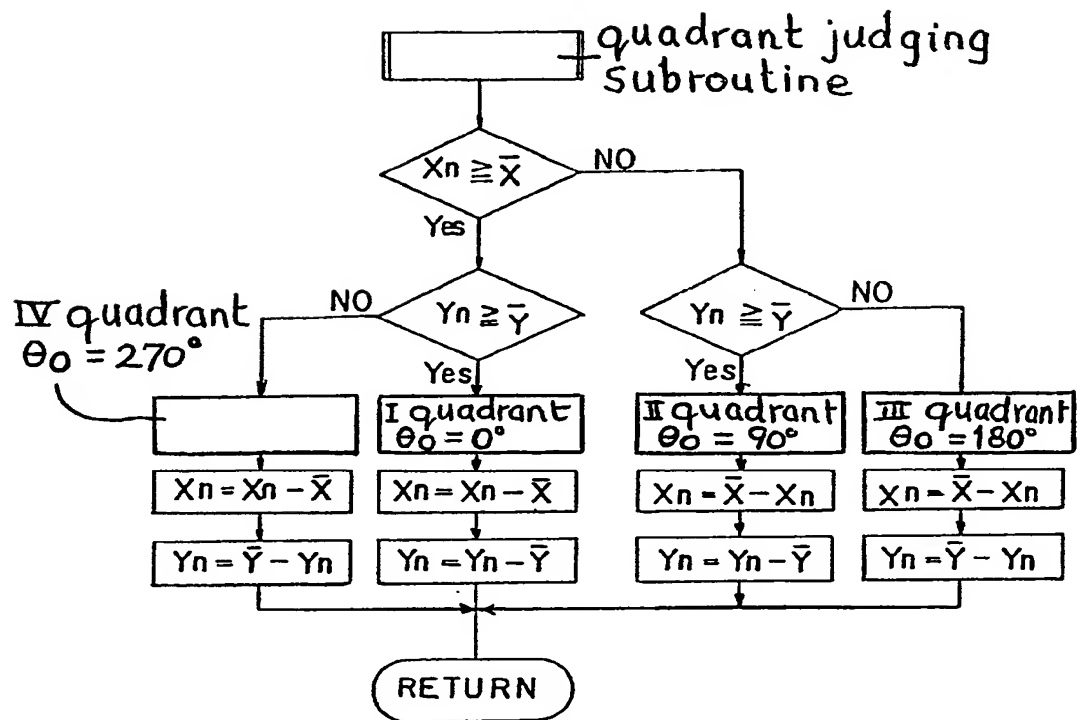 quadrant judging
Subroutine
Xn ≧ X̄
NO
Yes
IV quadrant
θo = 270°
NO
Yn ≧ Ȳ
Yes
Yn ≧ Ȳ
NO
Yes
I quadrant
θo = 0°
II quadrant
θo = 90°
III quadrant
θo = 180°
Xn = Xn - X̄
Xn = Xn - X̄
Xn = X̄ - Xn
Xn = X̄ - Xn
Yn = Ȳ - Yn
Yn = Yn - Ȳ
Yn = Yn - Ȳ
Yn = Ȳ - Yn
RETURN